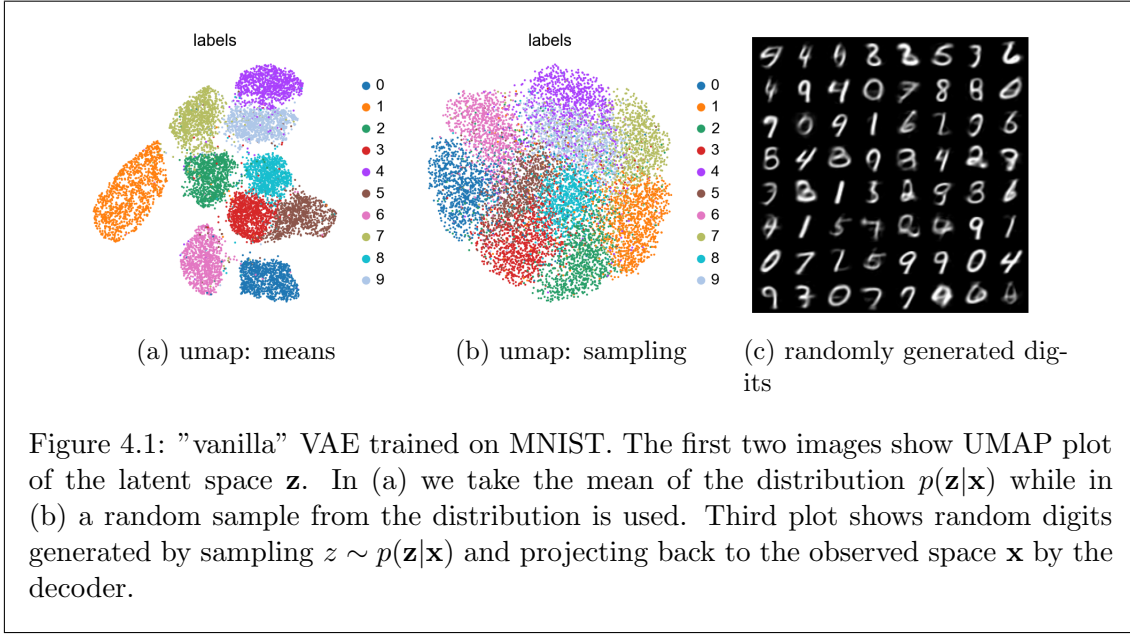 labels
0
1
2
3
4
5
6
7
8
9
labels
0
1
2
3
4
5
6
7
8
9
(a) umap: means
(b) umap: sampling
(c) randomly generated dig-
its
Figure 4.1: ”vanilla” VAE trained on MNIST. The first two images show UMAP plot
of the latent space z. In (a) we take the mean of the distribution p(z|x) while in
(b) a random sample from the distribution is used. Third plot shows random digits
generated by sampling z ∼ p(z|x) and projecting back to the observed space x by the
decoder.